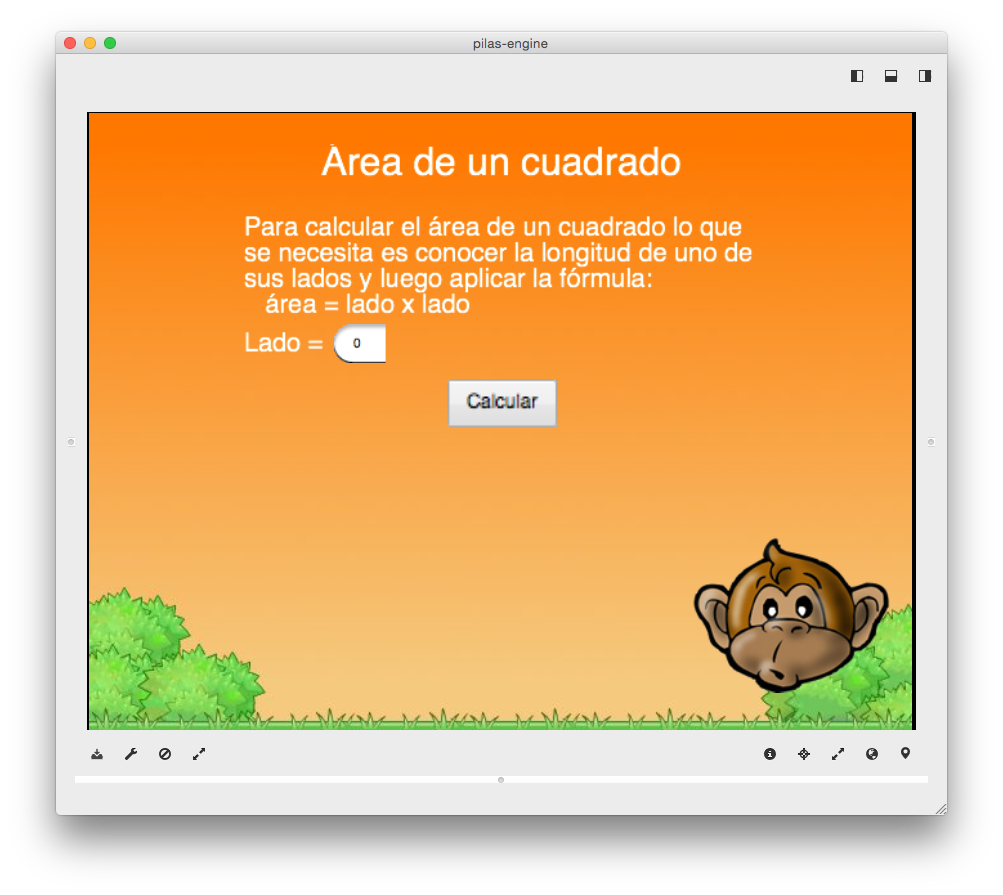 pilas-engine
Área de un cuadrado
Para calcular el área de un cuadrado lo que
se necesita es conocer la longitud de uno de
sus lados y luego aplicar la fórmula:
área = lado x lado
Lado = 0
Calcular